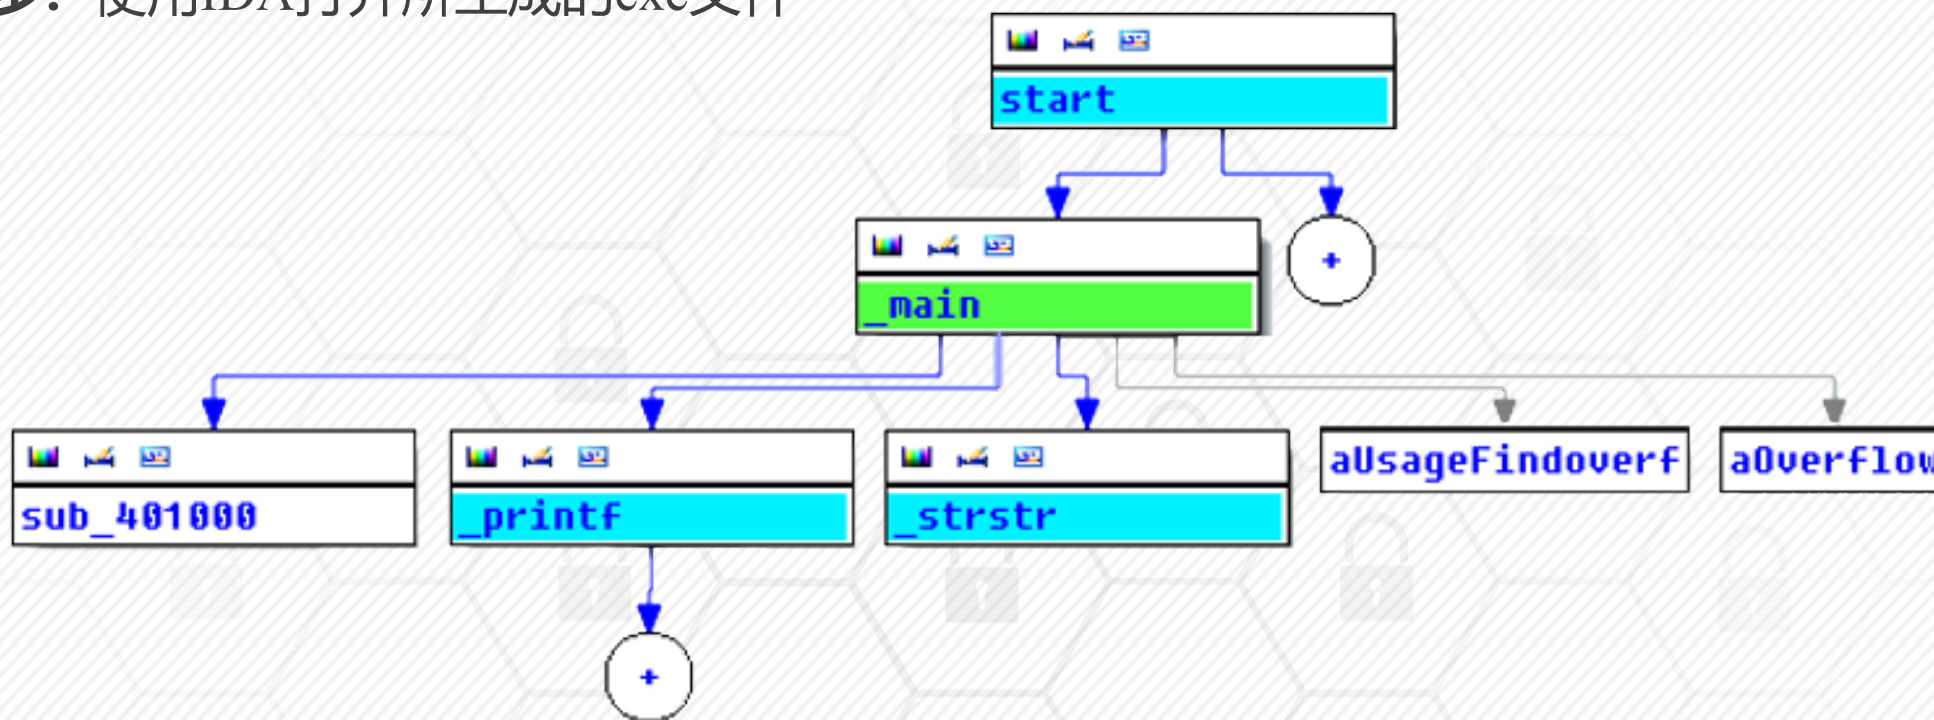 步：使用IDA打开所生成的exe文件
start
+
_main
sub_401000
_printf
_strstr
aUsageFindoverf
aOverflow
+